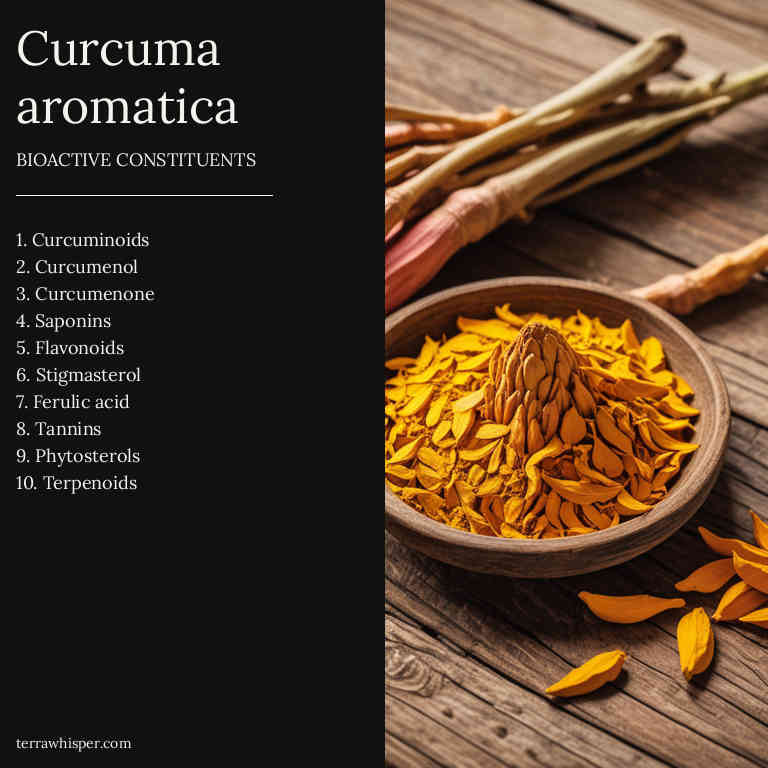 Curcuma
aromatica
BIOACTIVE CONSTITUENTS
1. Curcuminoids
2. Curcumenol
3. Curcumenone
4. Saponins
5. Flavonoids
6. Stigmasterol
7. Ferulic acid
8. Tannins
9. Phytosterols
10. Terpenoids
terrawhisper.com